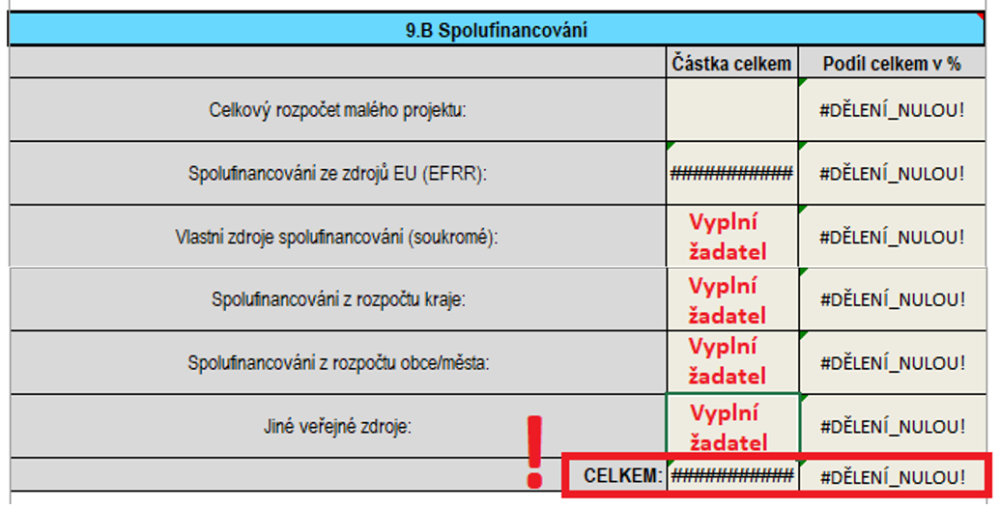 9.B Spolufinancování
Částka celkem Podíl celkem v %
Celkový rozpočet malého projektu: #DĚLENÍ_NULOU!
Spolufinancování ze zdrojů EU (EFRR): ########### #DĚLENÍ_NULOU!
Vlastní zdroje spolufinancování (soukromé): Vyplní žadatel #DĚLENÍ_NULOU!
Spolufinancování z rozpočtu kraje: Vyplní žadatel #DĚLENÍ_NULOU!
Spolufinancování z rozpočtu obce/města: Vyplní žadatel #DĚLENÍ_NULOU!
Jiné veřejné zdroje: Vyplní žadatel #DĚLENÍ_NULOU!
! CELKEM: ########### #DĚLENÍ_NULOU!